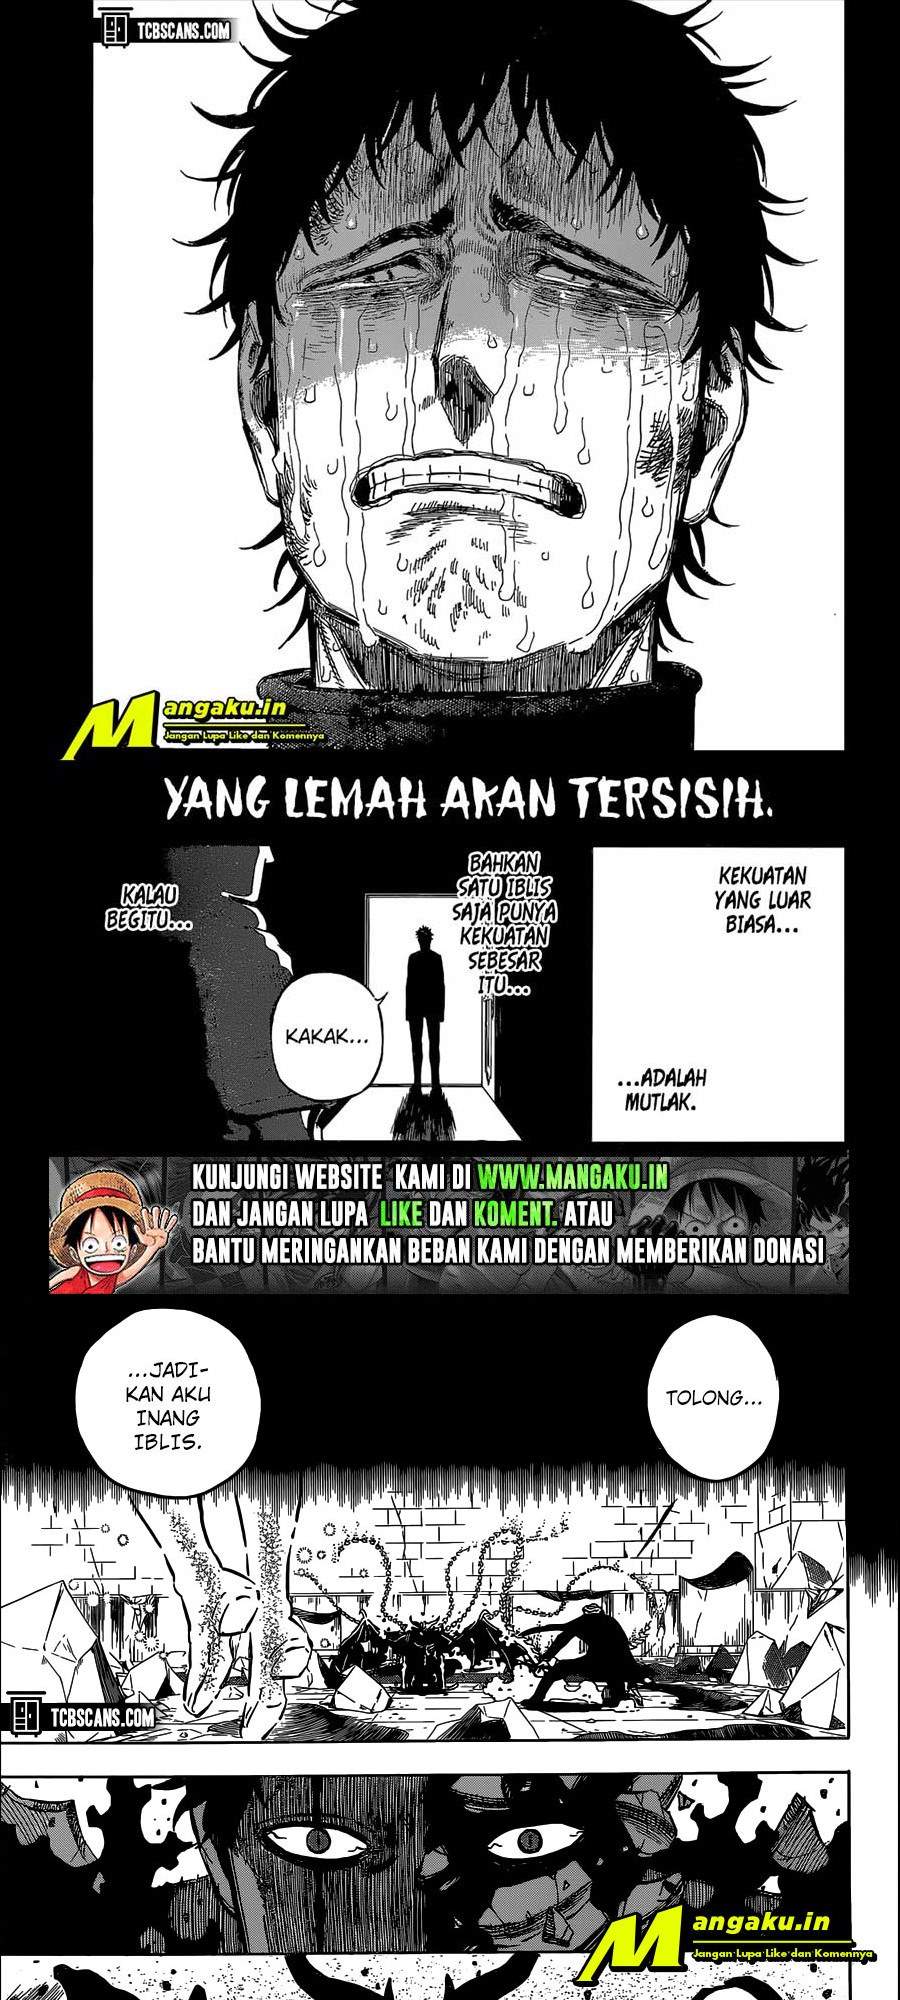 TCBSCANS.COM
Mangaku.in
Jangan Lupa Like dan Komennya
YANG LEMAH AKAN TERSISIH.
KEKUATAN
YANG LUAR
BIASA...
...ADALAH
MUTLAK.
BAHKAN
SATU IBLIS
SAJA PUNYA
KEKUATAN
SEBESAR
ITU...
KALAU
BEGITU...
KAKAK...
KUNJUNGI WEBSITE KAMI DI WWW.MANGAKU.IN
DAN JANGAN LUPA LIKE DAN KOMENT. ATAU
BANTU MERINGANKAN BEBAN KAMI DENGAN MEMBERIKAN DONASI
TOLONG...
...JADI-
KAN AKU
INANG
IBLIS.
TCBSCANS.COM
Mangaku.in
Jangan Lupa Like dan Komennya